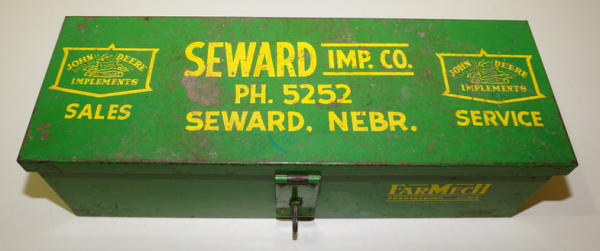 JOHN DEERE
IMPLEMENTS
SALES
SEWARD IMP. CO.
PH. 5252
SEWARD, NEBR.
JOHN DEERE
IMPLEMENTS
SERVICE
FARMECH